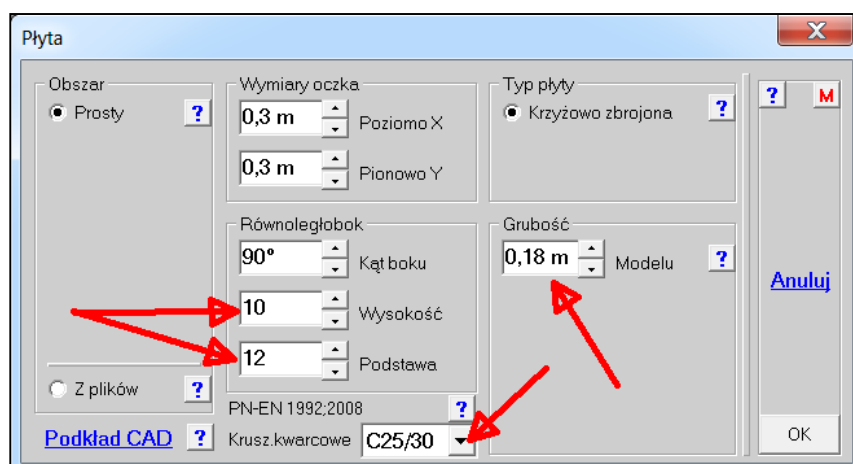 Płyta
X
Obszar
Prosty
?
Z plików
?
Podkład CAD
?
Wymiary oczka
0,3 m
Poziomo X
0,3 m
Pionowo Y
Równoległobok
90°
Kąt boku
10
Wysokość
12
Podstawa
PN-EN 1992;2008
?
Krusz.kwarcowe
C25/30
Typ płyty
Krzyżowo zbrojona
?
Grubość
0,18 m
Modelu
?
?
M
Anuluj
OK